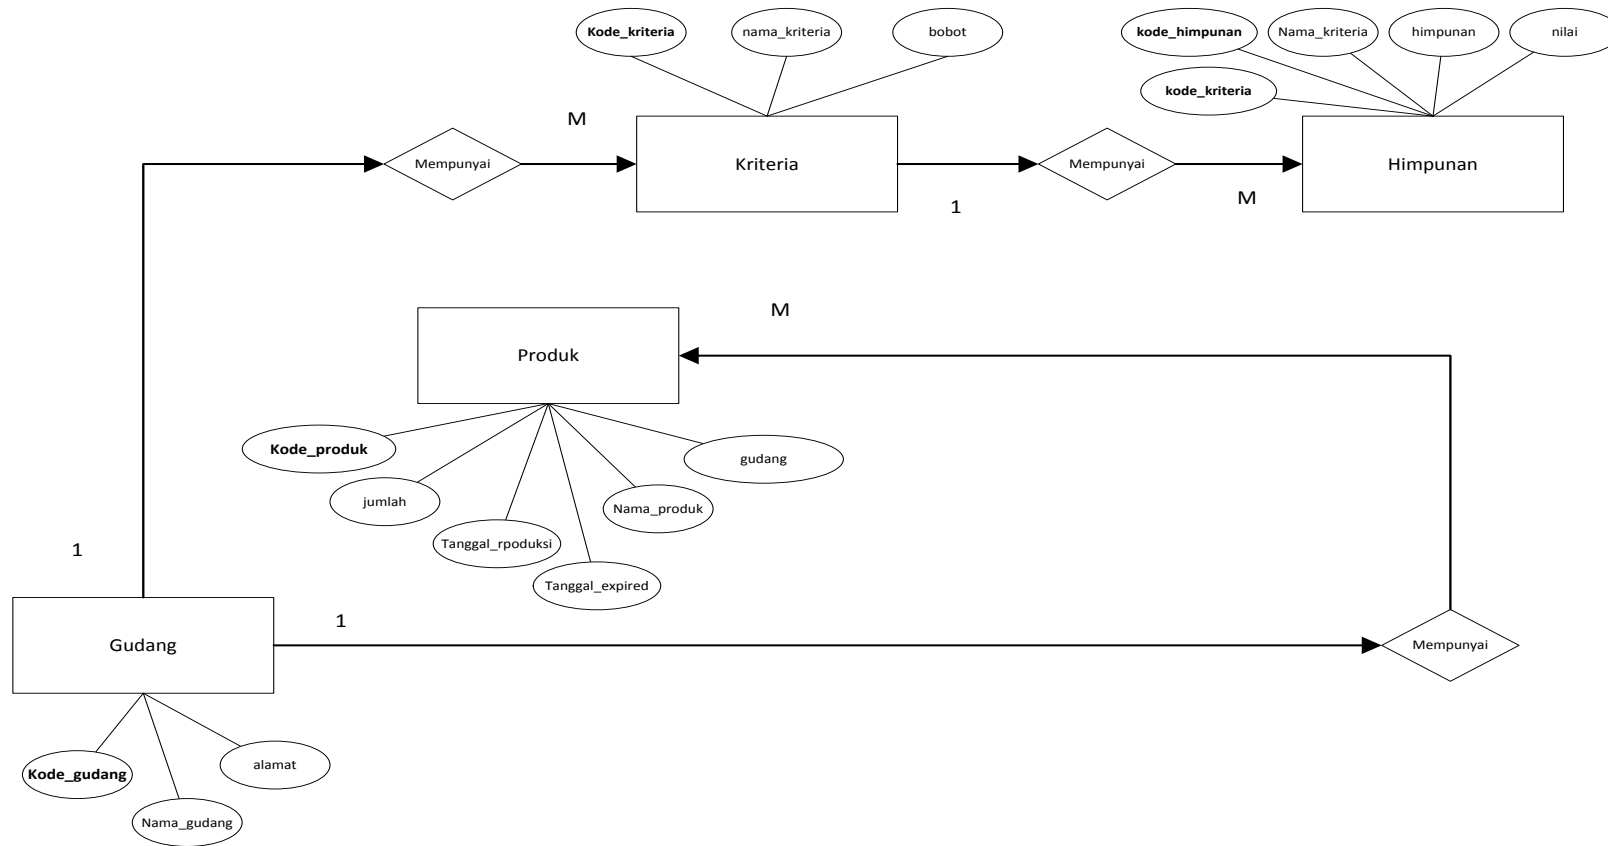 Kode_kriteria
nama_kriteria
bobot
kode_himpunan
Nama_kriteria
himpunan
nilai
kode_kriteria
M
Mempunyai
Kriteria
Mempunyai
Himpunan
1
M
M
Produk
Kode_produk
gudang
jumlah
Nama_produk
Tanggal_rpoduksi
Tanggal_expired
1
1
Gudang
Mempunyai
Kode_gudang
alamat
Nama_gudang